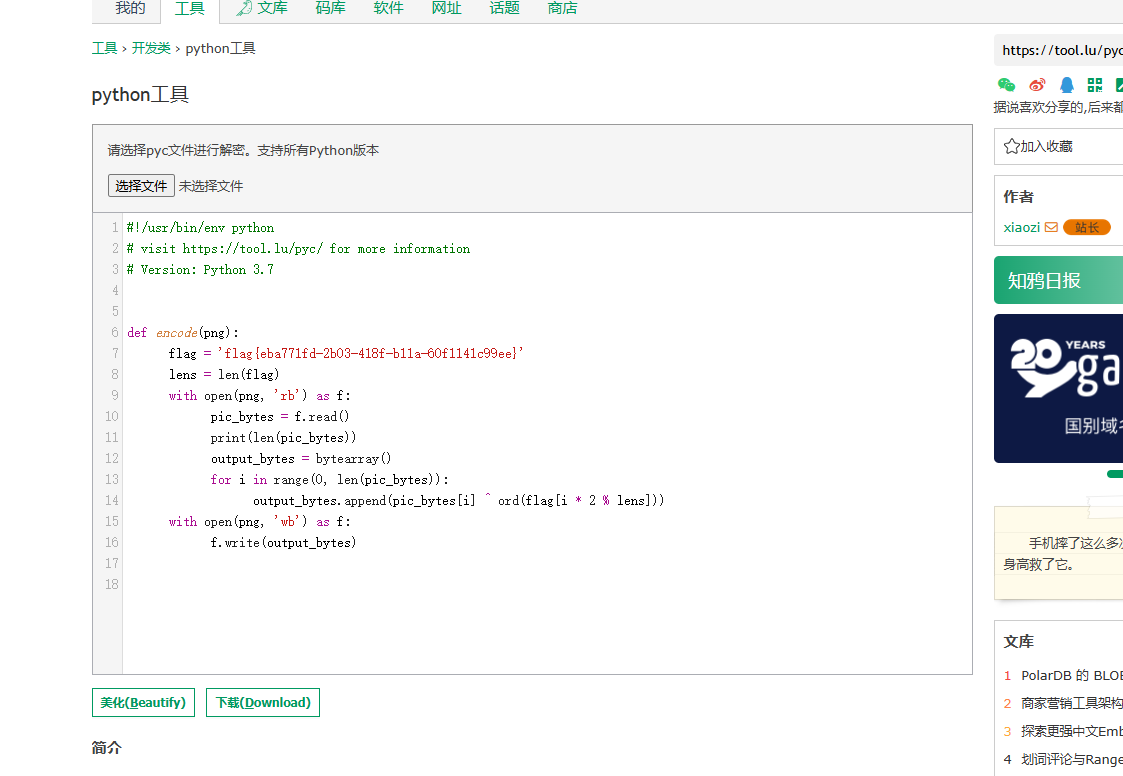 我的 工具 文库 码库 软件 网址 话题 商店
工具 › 开发类 › python工具
python工具
请选择pyc文件进行解密。支持所有Python版本
选择文件 未选择文件
1 #!/usr/bin/env python
2 # visit https://tool.lu/pyc/ for more information
3 # Version: Python 3.7
4
5
6 def encode(png):
7 flag = 'flag{eba771fd-2b03-418f-b11a-60f1141c99ee}'
8 lens = len(flag)
9 with open(png, 'rb') as f:
10 pic_bytes = f.read()
11 print(len(pic_bytes))
12 output_bytes = bytearray()
13 for i in range(0, len(pic_bytes)):
14 output_bytes.append(pic_bytes[i] ^ ord(flag[i * 2 % lens]))
15 with open(png, 'wb') as f:
16 f.write(output_bytes)
17
18
美化(Beautify) 下载(Download)
简介
https://tool.lu/pyc
据说喜欢分享的,后来都
加入收藏
作者
xiaozi 站长
知鸦日报
20 YEARS
ga
国别域名
手机摔了这么多次
身高救了它。
文库
1 PolarDB 的 BLOB
2 商家营销工具架构
3 探索更强中文Emb
4 划词评论与Range